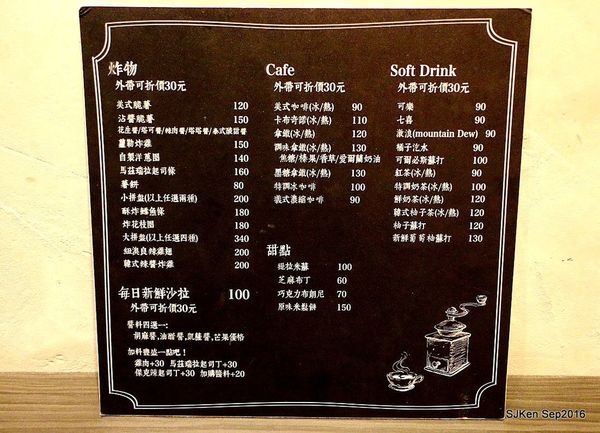 炸物
外帶可折價30元
美式脆薯 120
沾醬脆薯 150
花生醬/塔可醬/辣肉醬/塔塔醬/泰式酸甜醬
蘿勒炸雞 150
自製洋蔥圈 140
馬茲瑞拉起司條 160
薯餅 80
小拼盤(以上任選兩種) 200
酥炸鱈魚條 180
炸花枝圈 180
大拼盤(以上任選四種) 340
紐澳良辣雞翅 200
韓式辣醬炸雞 200
每日新鮮沙拉 100
外帶可折價30元
醬料四選一:
胡麻醬,油醋醬,凱薩醬,芒果優格
加料豐盛一點吧!
雞肉+30 馬茲瑞拉起司丁+30
傑克辣起司丁+30 加購醬料+20
Cafe
外帶可折價30元
美式咖啡(冰/熱) 90
卡布奇諾(冰/熱) 110
拿鐵(冰/熱) 120
調味拿鐵(冰/熱) 130
焦糖/榛果/香草/愛爾蘭奶油
黑糖拿鐵(冰/熱) 130
特調冰咖啡 100
義式濃縮咖啡 90
甜點
提拉米蘇 100
芝麻布丁 60
巧克力布朗尼 70
原味米鬆餅 150
Soft Drink
外帶可折價30元
可樂 90
七喜 90
激浪(mountain Dew) 90
橘子汽水 90
可爾必斯蘇打 110
紅茶(冰/熱) 90
特調奶茶(冰/熱) 110
鮮奶茶(冰/熱) 120
韓式柚子茶(冰/熱) 120
柚子蘇打 120
新鮮葡萄柚蘇打 130
SJKen Sep2016